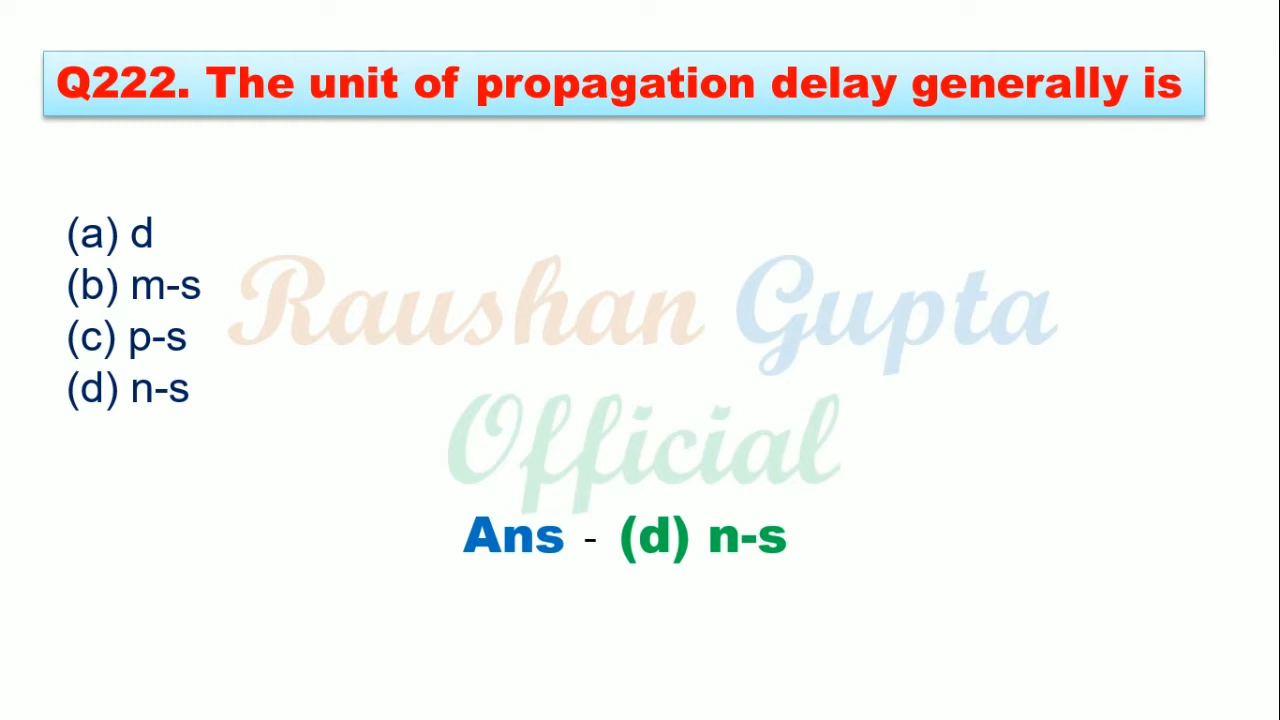 Q222. The unit of propagation delay generally is
(a) d
(b) m-s
(c) p-s
(d) n-s
Raushan Gupta
Official
Ans - (d) n-s